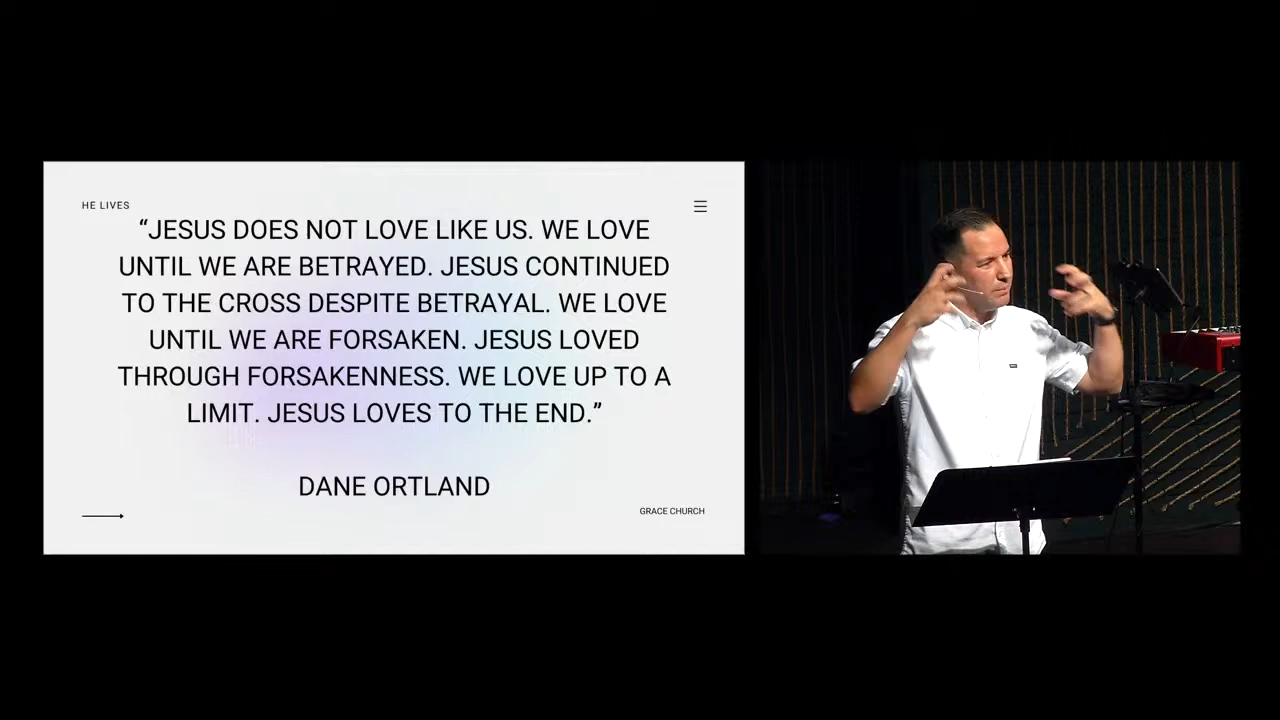 HE LIVES
“JESUS DOES NOT LOVE LIKE US. WE LOVE
UNTIL WE ARE BETRAYED. JESUS CONTINUED
TO THE CROSS DESPITE BETRAYAL. WE LOVE
UNTIL WE ARE FORSAKEN. JESUS LOVED
THROUGH FORSAKENNESS. WE LOVE UP TO A
LIMIT. JESUS LOVES TO THE END.”
DANE ORTLAND
GRACE CHURCH